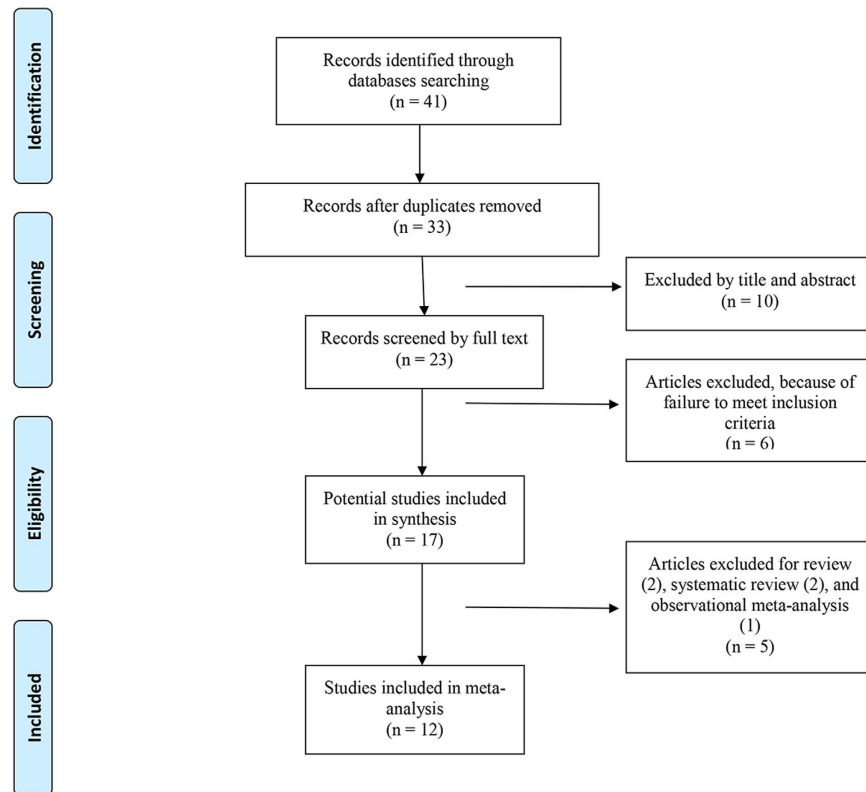 Identification
Records identified through
databases searching
(n = 41)
Records after duplicates removed
(n = 33)
Screening
Excluded by title and abstract
(n = 10)
Records screened by full text
(n = 23)
Articles excluded, because of
failure to meet inclusion
criteria
(n = 6)
Eligibility
Potential studies included
in synthesis
(n = 17)
Articles excluded for review
(2), systematic review (2), and
observational meta-analysis
(1)
(n = 5)
Included
Studies included in meta-
analysis
(n = 12)